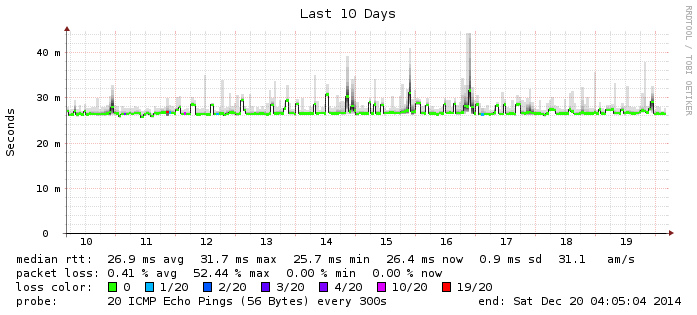 Last 10 Days
RRDTOOL / TOBI OETIKER
Seconds
40 m
30 m
20 m
10 m
0
10 11 12 13 14 15 16 17 18 19
median rtt: 26.9 ms avg 31.7 ms max 25.7 ms min 26.4 ms now 0.9 ms sd 31.1 am/s
packet loss: 0.41 % avg 52.44 % max 0.00 % min 0.00 % now
loss color: 0 1/20 2/20 3/20 4/20 10/20 19/20
probe: 20 ICMP Echo Pings (56 Bytes) every 300s end: Sat Dec 20 04:05:04 2014